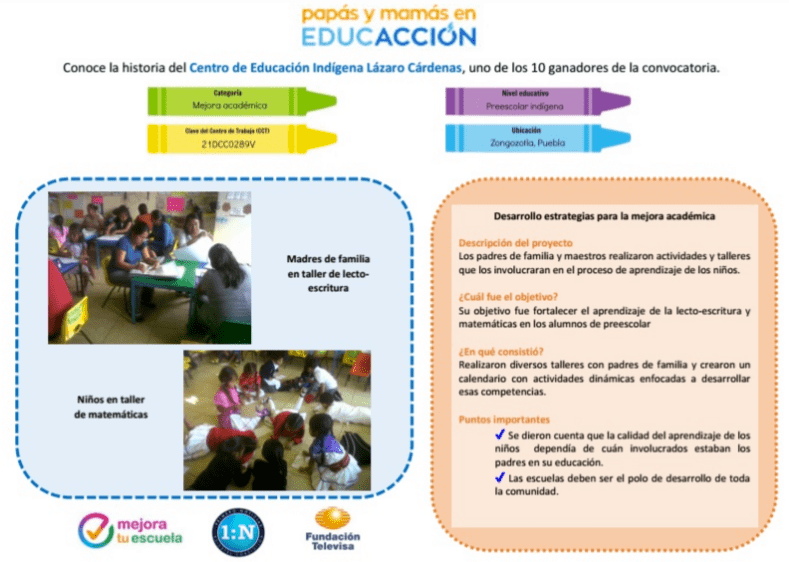 papás y mamás en
EDUCACCIÓN
Conoce la historia del Centro de Educación Indígena Lázaro Cárdenas, uno de los 10 ganadores de la convocatoria.
Categoría
Mejora académica
Nivel educativo
Preescolar indígena
Clave del Centro de Trabajo (CCT)
21DCC0289V
Ubicación
Zongozotla, Puebla
Madres de familia
en taller de lecto-
escritura
Niños en taller
de matemáticas
Desarrollo estrategias para la mejora académica
Descripción del proyecto
Los padres de familia y maestros realizaron actividades y talleres
que los involucraran en el proceso de aprendizaje de los niños.
¿Cuál fue el objetivo?
Su objetivo fue fortalecer el aprendizaje de la lecto-escritura y
matemáticas en los alumnos de preescolar
¿En qué consistió?
Realizaron diversos talleres con padres de familia y crearon un
calendario con actividades dinámicas enfocadas a desarrollar
esas competencias.
Puntos importantes
✔ Se dieron cuenta que la calidad del aprendizaje de los
niños dependía de cuán involucrados estaban los
padres en su educación.
✔ Las escuelas deben ser el polo de desarrollo de toda
la comunidad.
mejora
tu escuela
1:N
Fundación
Televisa